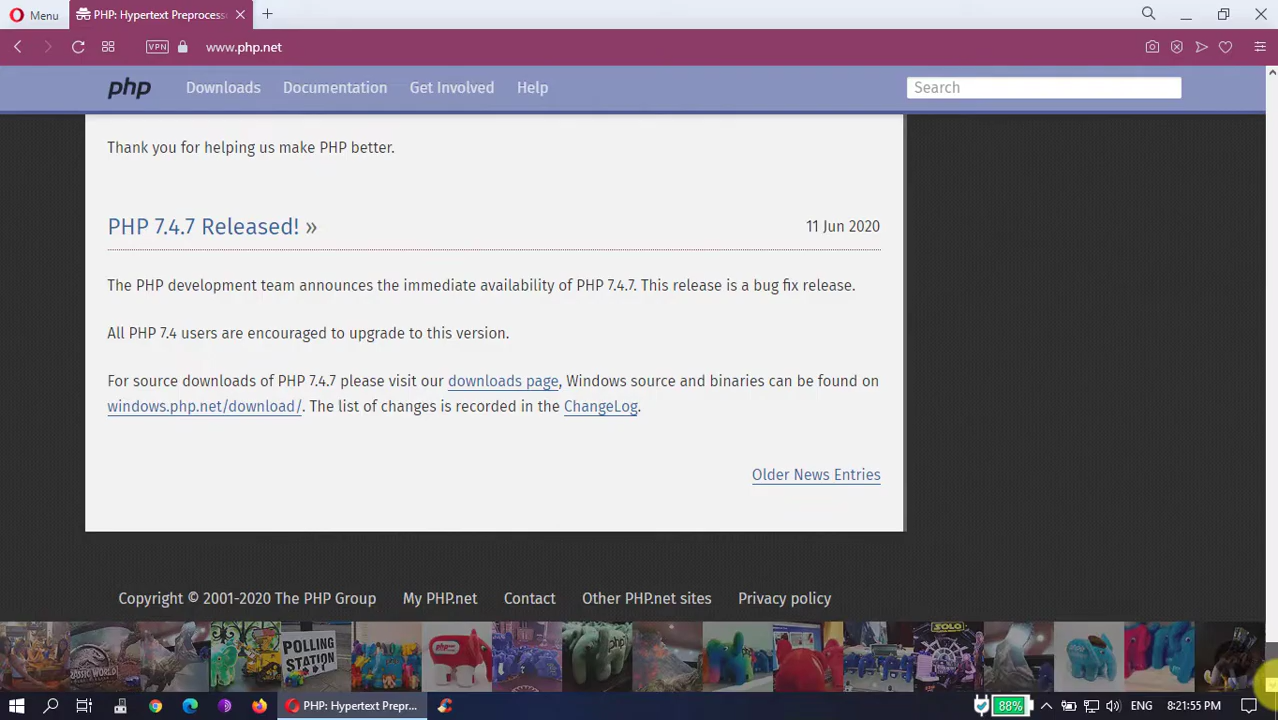 Menu
PHP: Hypertext Preprocess
VPN
www.php.net
php
Downloads
Documentation
Get Involved
Help
Search
Thank you for helping us make PHP better.
PHP 7.4.7 Released! »
11 Jun 2020
The PHP development team announces the immediate availability of PHP 7.4.7. This release is a bug fix release.
All PHP 7.4 users are encouraged to upgrade to this version.
For source downloads of PHP 7.4.7 please visit our downloads page, Windows source and binaries can be found on
windows.php.net/download/. The list of changes is recorded in the ChangeLog.
Older News Entries
Copyright © 2001-2020 The PHP Group
My PHP.net
Contact
Other PHP.net sites
Privacy policy
POLLING
STATION
SOLO
PHP: Hypertext Prepr...
88%
ENG
8:21:55 PM